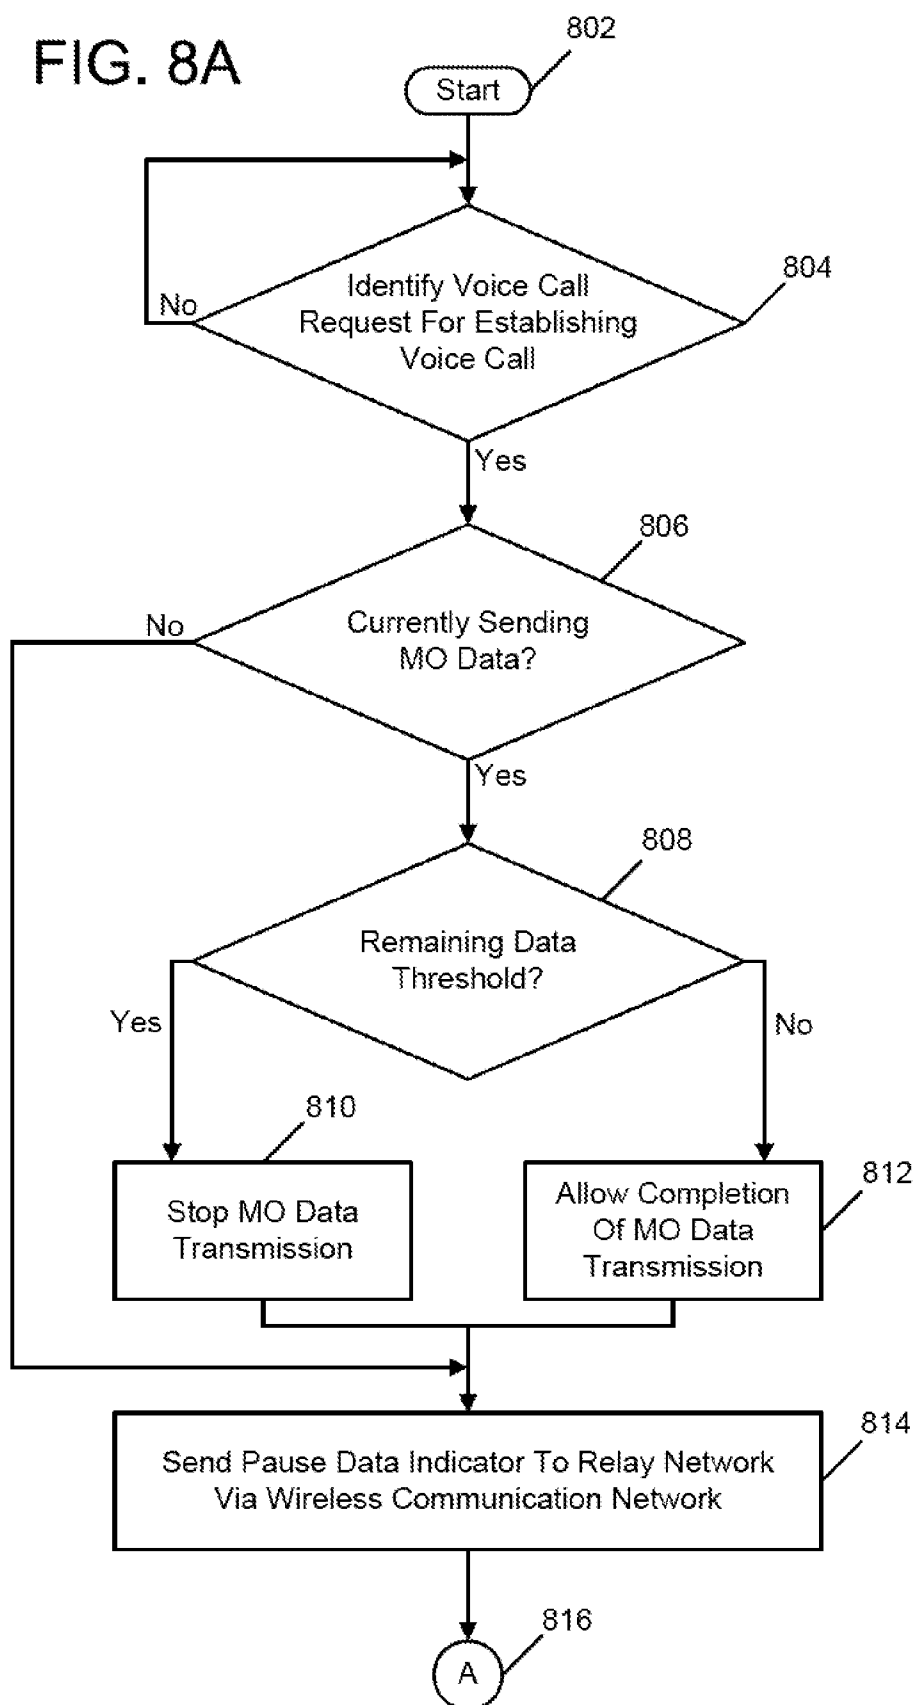 FIG. 8A
802
Start
804
Identify Voice Call
Request For Establishing
Voice Call
No
Yes
806
Currently Sending
MO Data?
No
Yes
808
Remaining Data
Threshold?
Yes
No
810
Stop MO Data
Transmission
812
Allow Completion
Of MO Data
Transmission
814
Send Pause Data Indicator To Relay Network
Via Wireless Communication Network
816
A